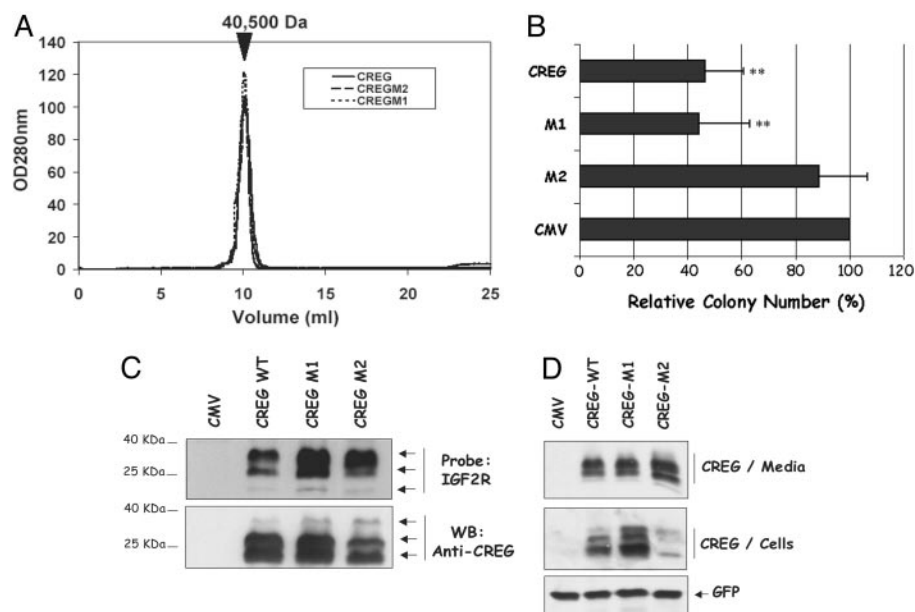 A
40,500 Da
140
120
100
80
60
40
20
0
OD280nm
CREG
CREGM2
CREGM1
0 5 10 15 20 25
Volume (ml)
B
CREG
M1
M2
CMV
**
**
0 20 40 60 80 100 120
Relative Colony Number (%)
C
CMV
CREG WT
CREG M1
CREG M2
40 KDa
25 KDa
Probe:
IGF2R
40 KDa
25 KDa
WB:
Anti-CREG
D
CMV
CREG-WT
CREG-M1
CREG-M2
CREG / Media
CREG / Cells
GFP